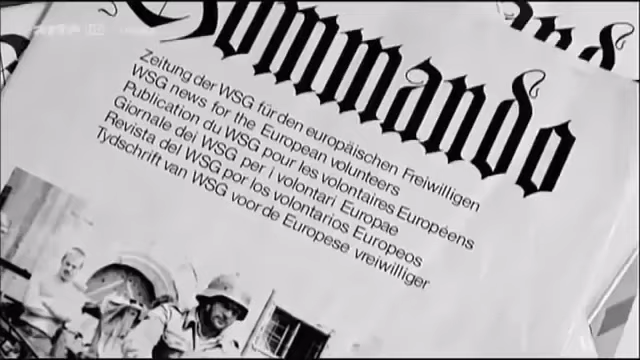 Kommando
Zeitung der WSG für den europäischen Freiwilligen
WSG news for the European volunteers
Publication du WSG pour les volontaires Européens
Giornale dei WSG per i volontari Europae
Revista del WSG por los volontarios Europeos
Tydschrift van WSG voor de Europese vreiwilliger